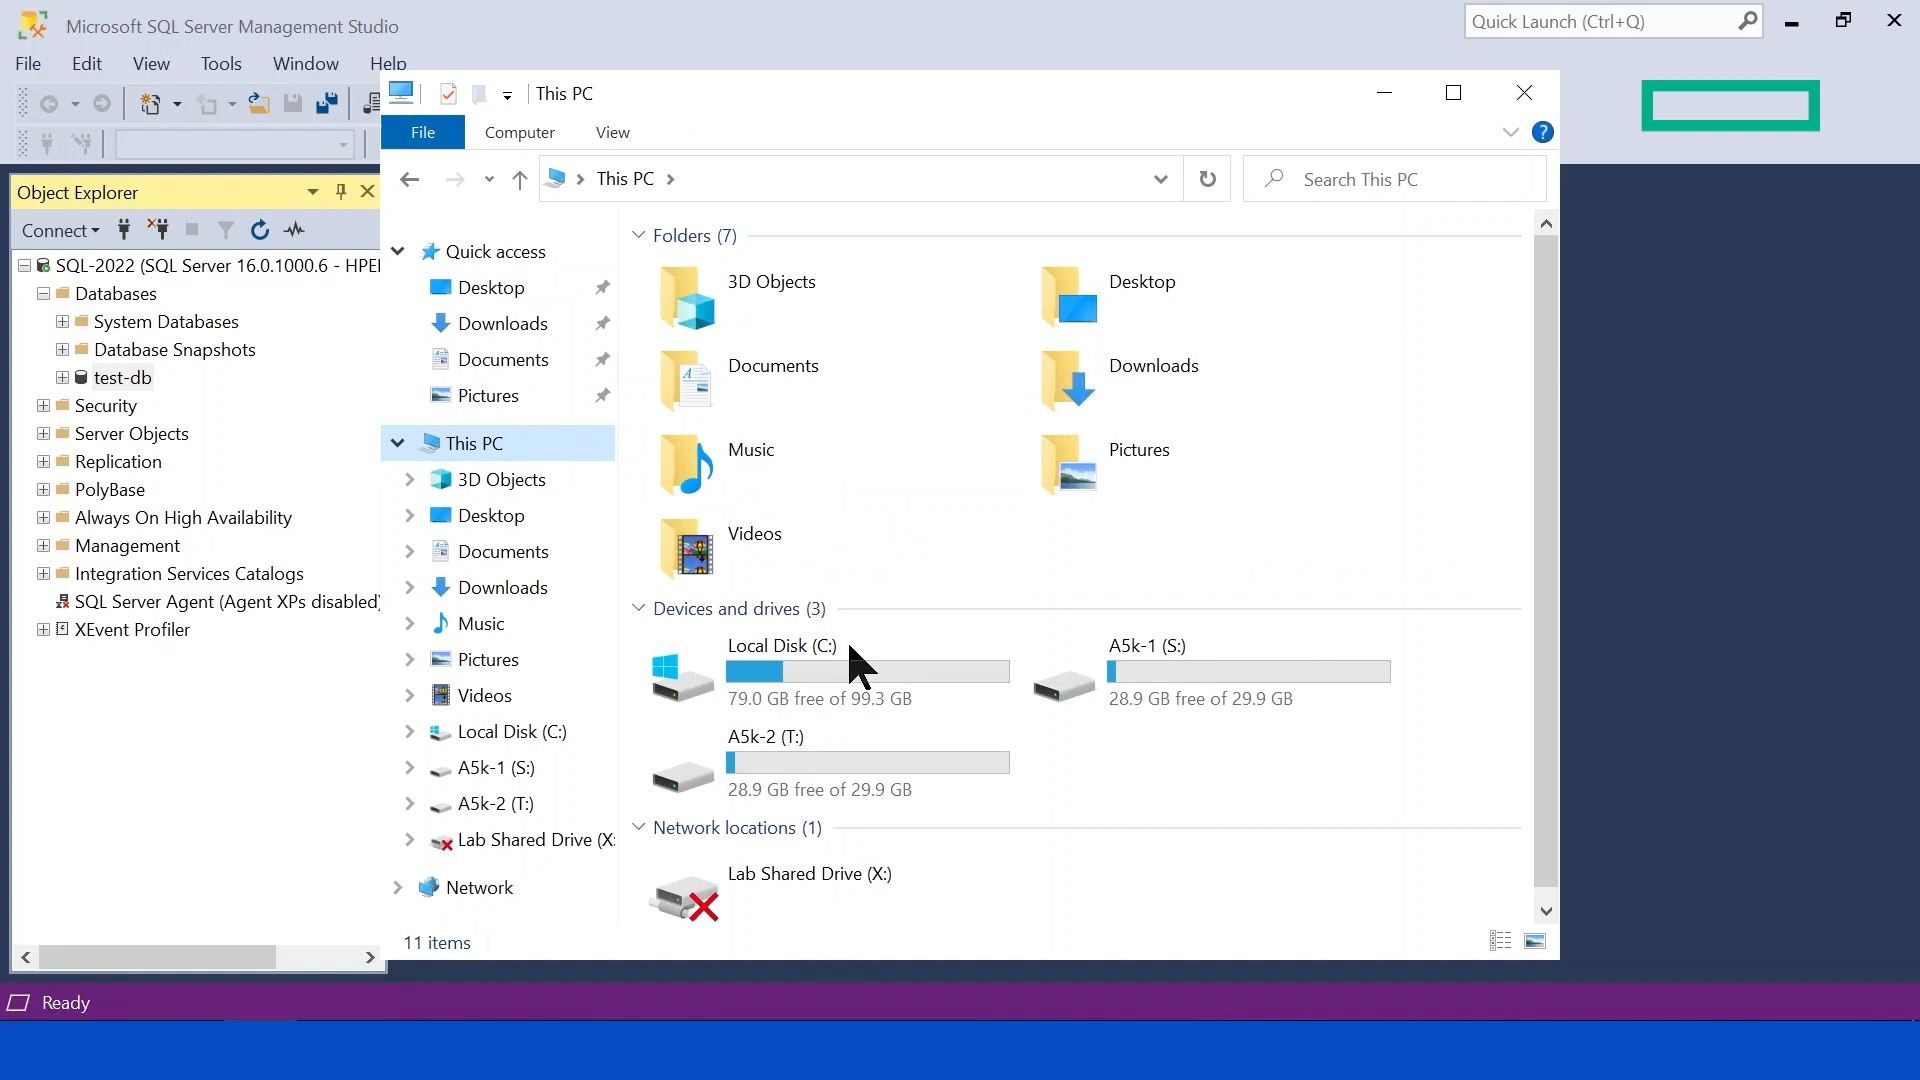 Microsoft SQL Server Management Studio
Quick Launch (Ctrl+Q)
File Edit View Tools Window Help
This PC
File Computer View
This PC
Search This PC
Object Explorer
Connect
SQL-2022 (SQL Server 16.0.1000.6 - HPE
Databases
System Databases
Database Snapshots
test-db
Security
Server Objects
Replication
PolyBase
Always On High Availability
Management
Integration Services Catalogs
SQL Server Agent (Agent XPs disabled)
XEvent Profiler
Quick access
Desktop
Downloads
Documents
Pictures
This PC
3D Objects
Desktop
Documents
Downloads
Music
Pictures
Videos
Local Disk (C:)
A5k-1 (S:)
A5k-2 (T:)
Lab Shared Drive (X:
Network
Folders (7)
3D Objects
Desktop
Documents
Downloads
Music
Pictures
Videos
Devices and drives (3)
Local Disk (C:)
79.0 GB free of 99.3 GB
A5k-1 (S:)
28.9 GB free of 29.9 GB
A5k-2 (T:)
28.9 GB free of 29.9 GB
Network locations (1)
Lab Shared Drive (X:)
11 items
Ready